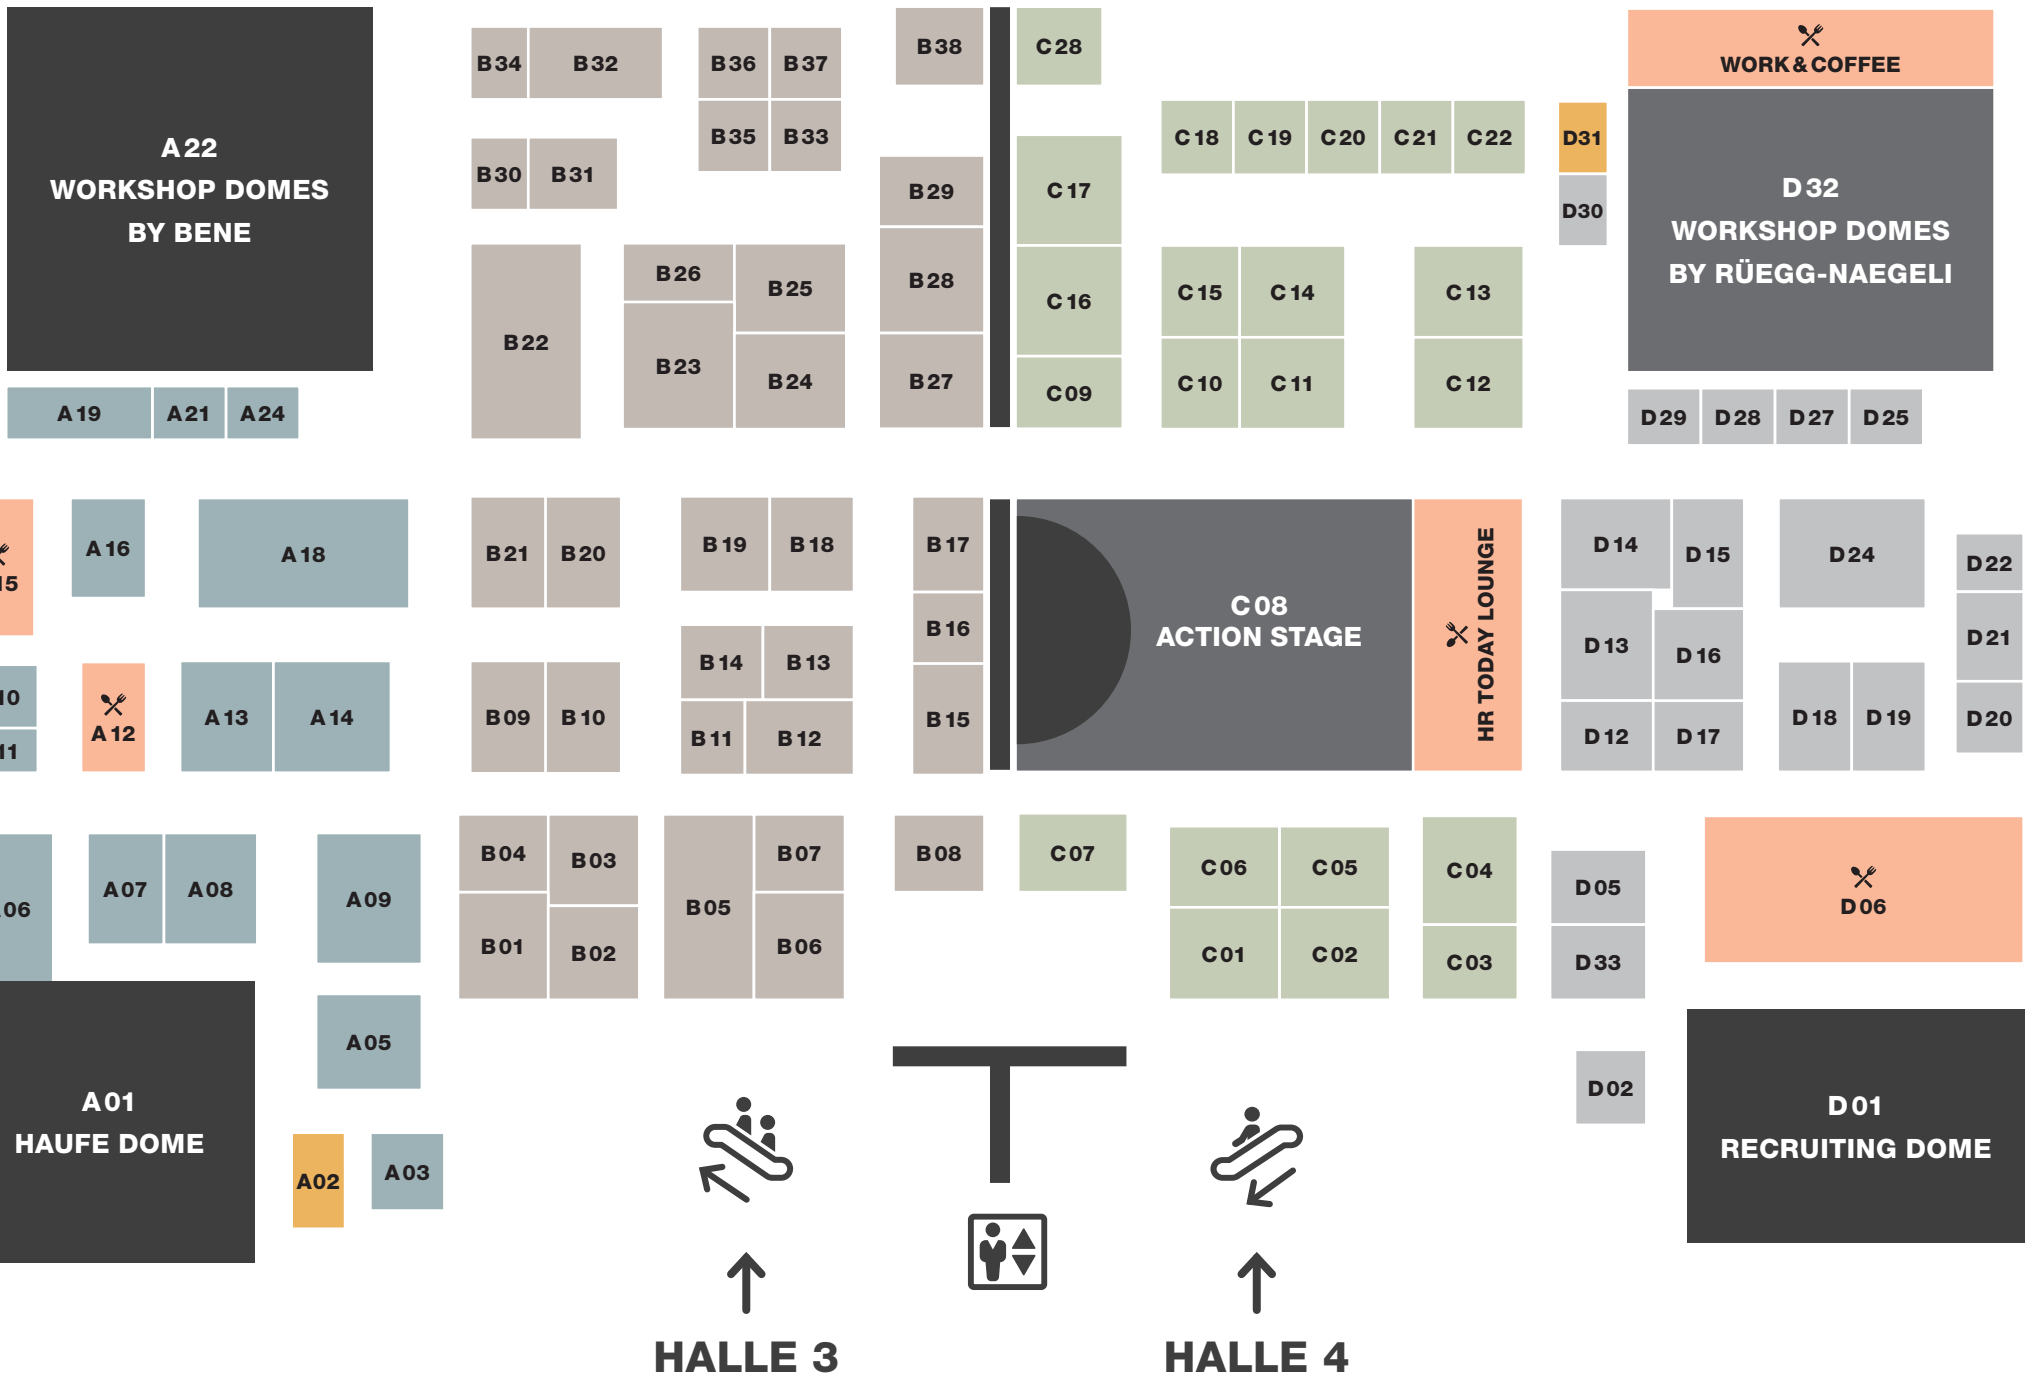 A22
WORKSHOP DOMES
BY BENE
B34
B32
B36
B37
B38
C28
WORK & COFFEE
B35
B33
B30
B31
B29
C17
C18
C19
C20
C21
C22
D31
D30
D32
WORKSHOP DOMES
BY RÜEGG-NAEGELI
B22
B26
B25
B23
B24
B28
B27
C16
C09
C15
C14
C13
C10
C11
C12
A19
A21
A24
D29
D28
D27
D25
15
A16
A18
B21
B20
B19
B18
B17
B16
B15
C08
ACTION STAGE
HR TODAY LOUNGE
D14
D15
D24
D22
D13
D16
D21
D12
D17
D18
D19
D20
10
11
A12
A13
A14
B09
B10
B14
B13
B11
B12
06
A07
A08
A09
B04
B03
B01
B02
B05
B07
B06
B08
C07
C06
C05
C04
C01
C02
C03
D05
D33
D06
A05
A01
HAUFE DOME
A02
A03
D02
D01
RECRUITING DOME
HALLE 3
HALLE 4